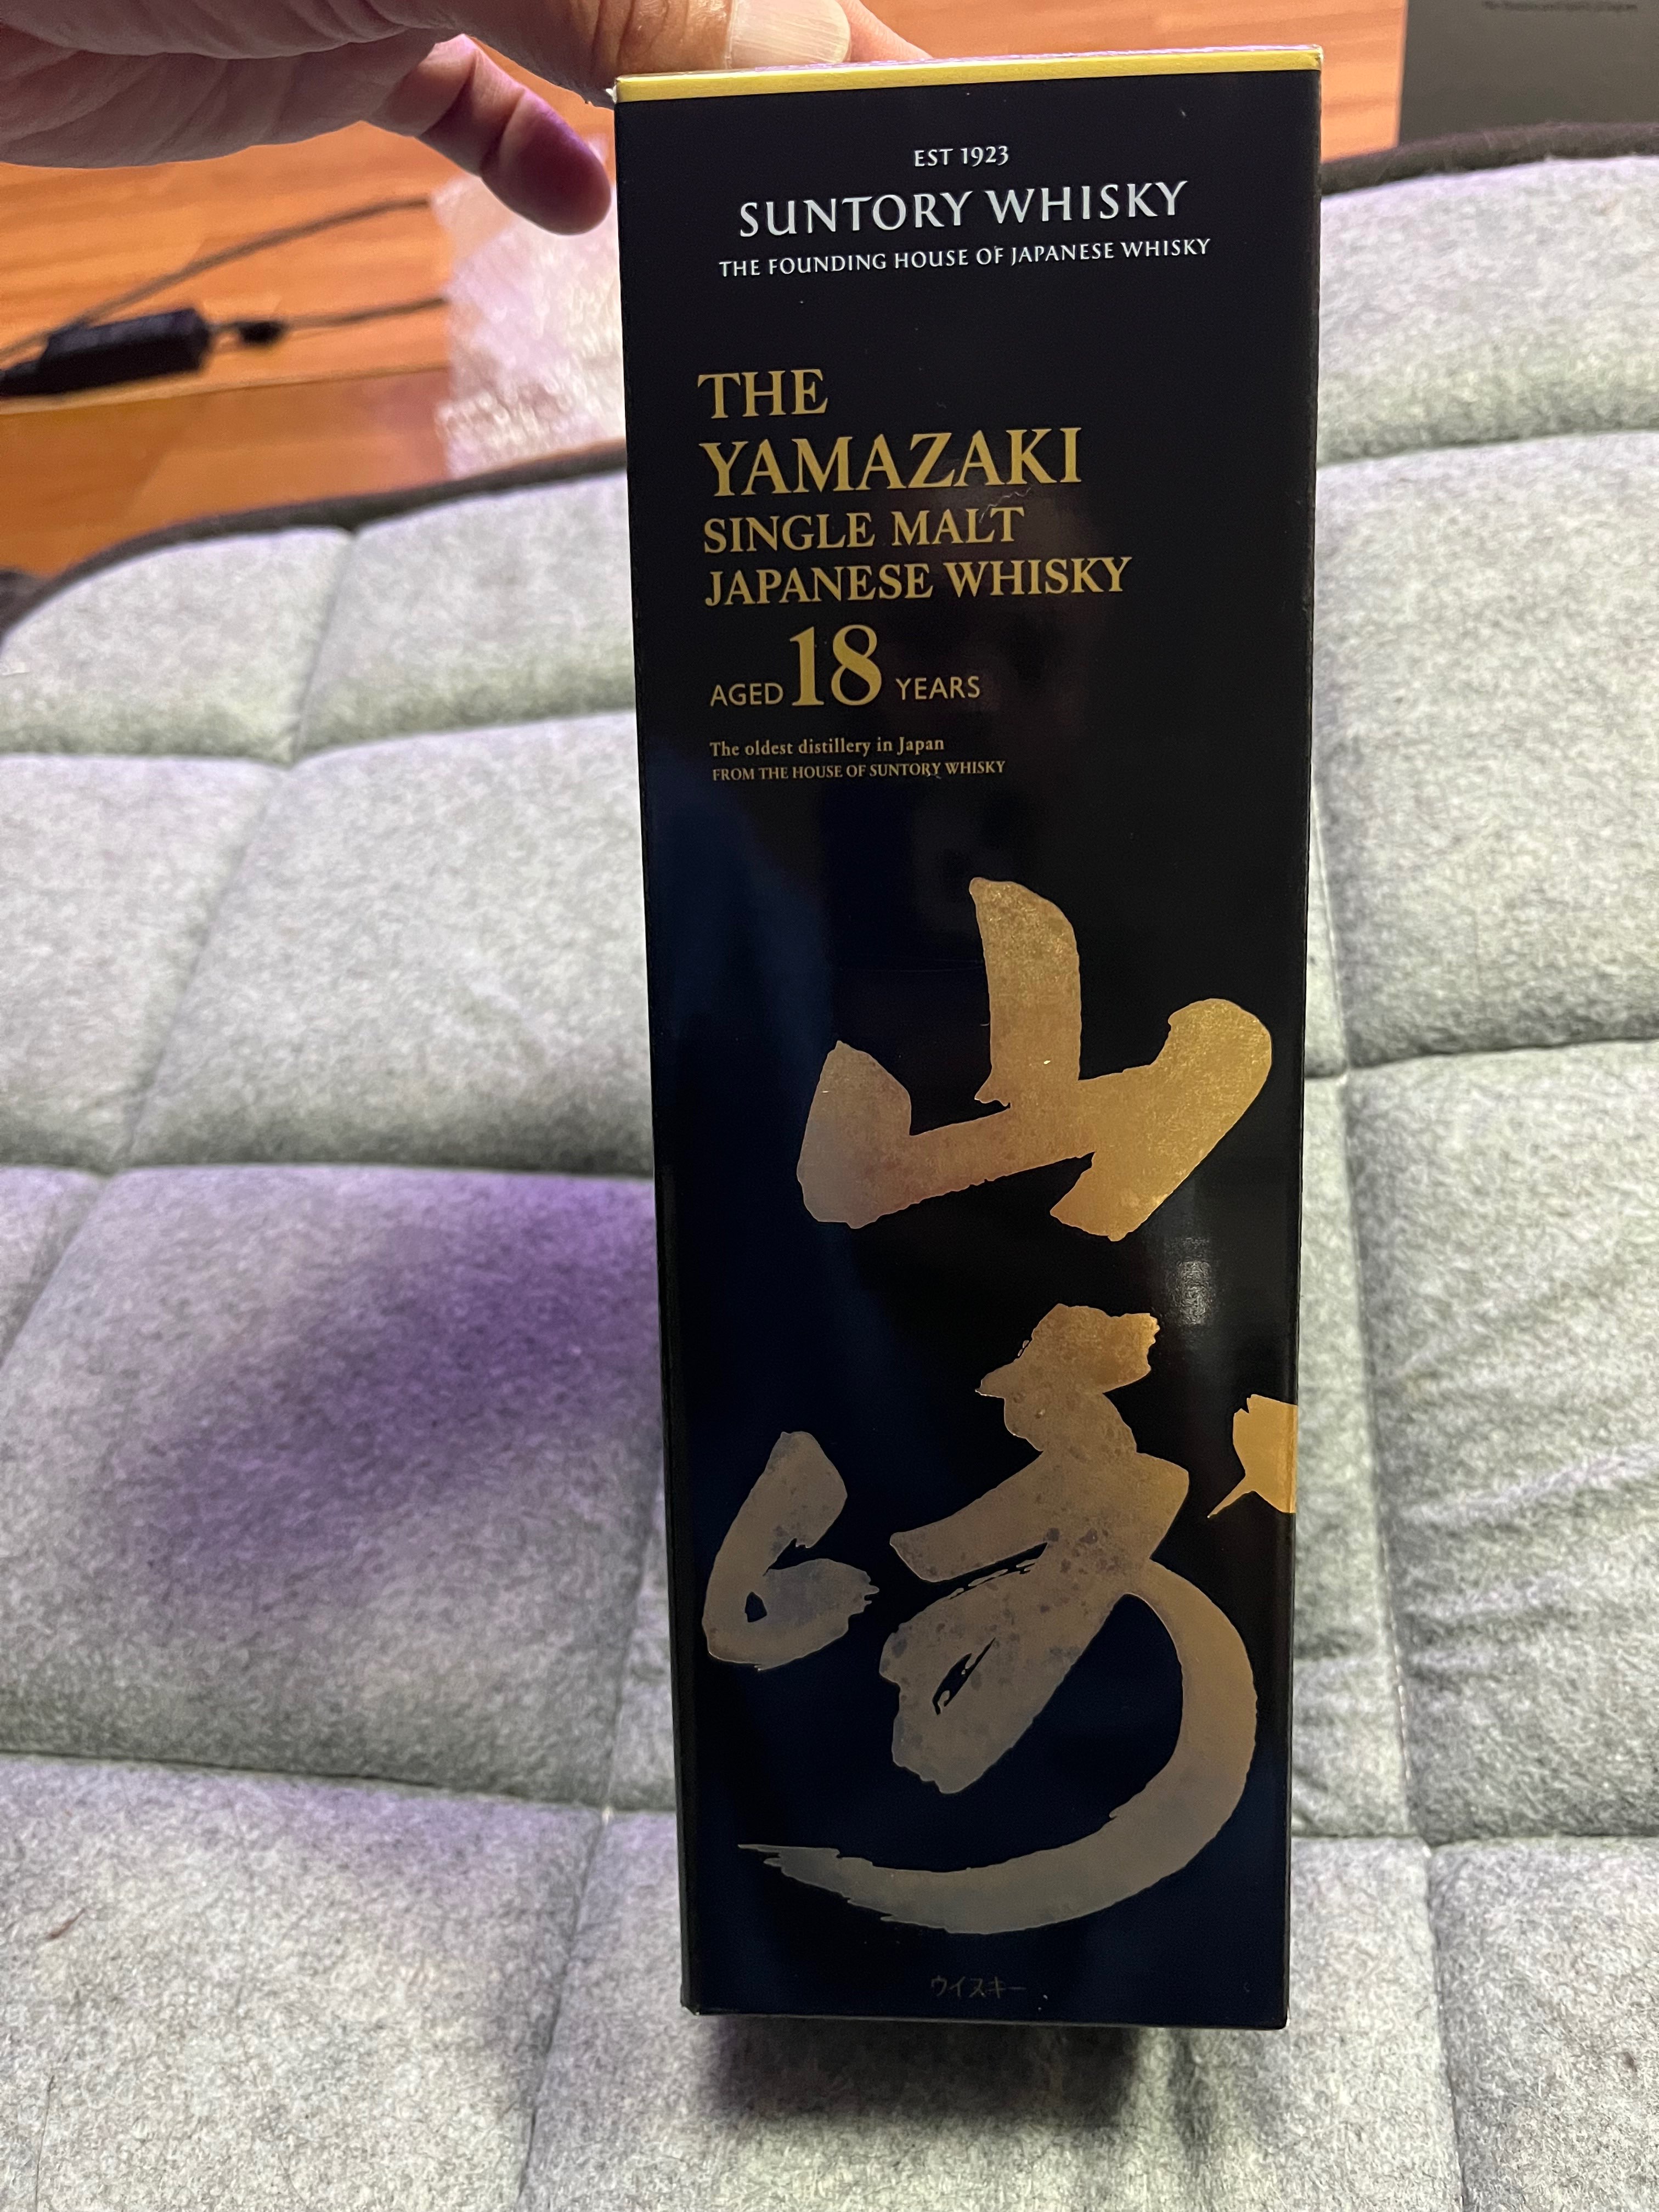 EST 1923
SUNTORY WHISKY
THE FOUNDING HOUSE OF JAPANESE WHISKY
THE
YAMAZAKI
SINGLE MALT
JAPANESE WHISKY
AGED 18 YEARS
The oldest distillery in Japan
FROM THE HOUSE OF SUNTORY WHISKY
山
崎
ウイスキー